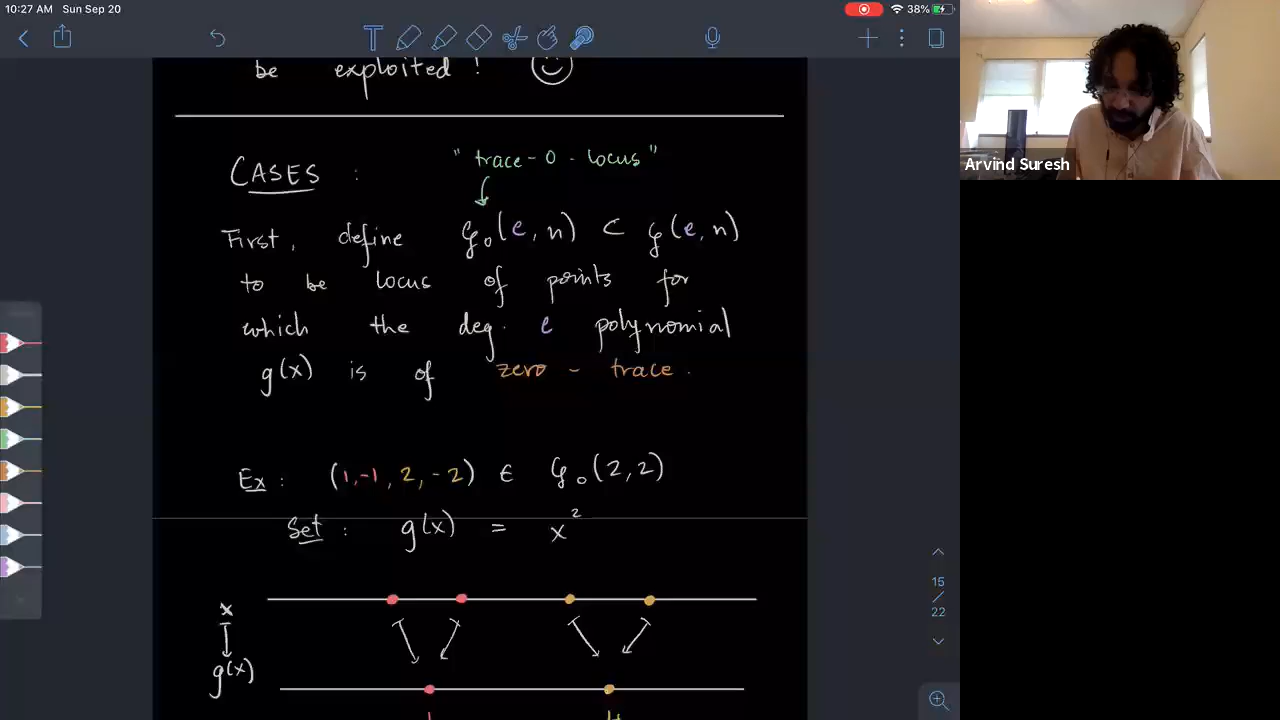 10:27 AM Sun Sep 20
38%
be exploited !
CASES :
" trace - 0 - locus "
First, define 𝒢₀(e, n) ⊂ 𝒢(e, n)
to be locus of points for
which the deg. e polynomial
g(x) is of zero - trace.
Ex : (1, -1, 2, -2) ∈ 𝒢₀(2, 2)
Set : g(x) = x²
x
g(x)
1 4
15
/
22
Arvind Suresh